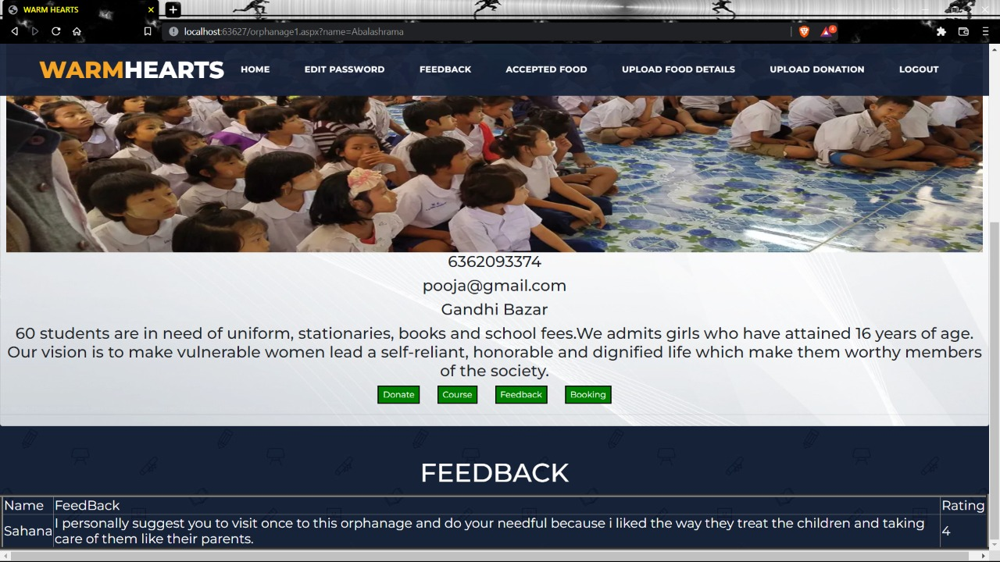 WARM HEARTS
localhost:63627/orphanage1.aspx?name=Abalashrama
4
WARMHEARTS HOME EDIT PASSWORD FEEDBACK ACCEPTED FOOD UPLOAD FOOD DETAILS UPLOAD DONATION LOGOUT
6362093374
pooja@gmail.com
Gandhi Bazar
60 students are in need of uniform, stationaries, books and school fees.We admits girls who have attained 16 years of age.
Our vision is to make vulnerable women lead a self-reliant, honorable and dignified life which make them worthy members
of the society.
Donate Course Feedback Booking
FEEDBACK
Name FeedBack Rating
Sahana I personally suggest you to visit once to this orphanage and do your needful because i liked the way they treat the children and taking
care of them like their parents. 4